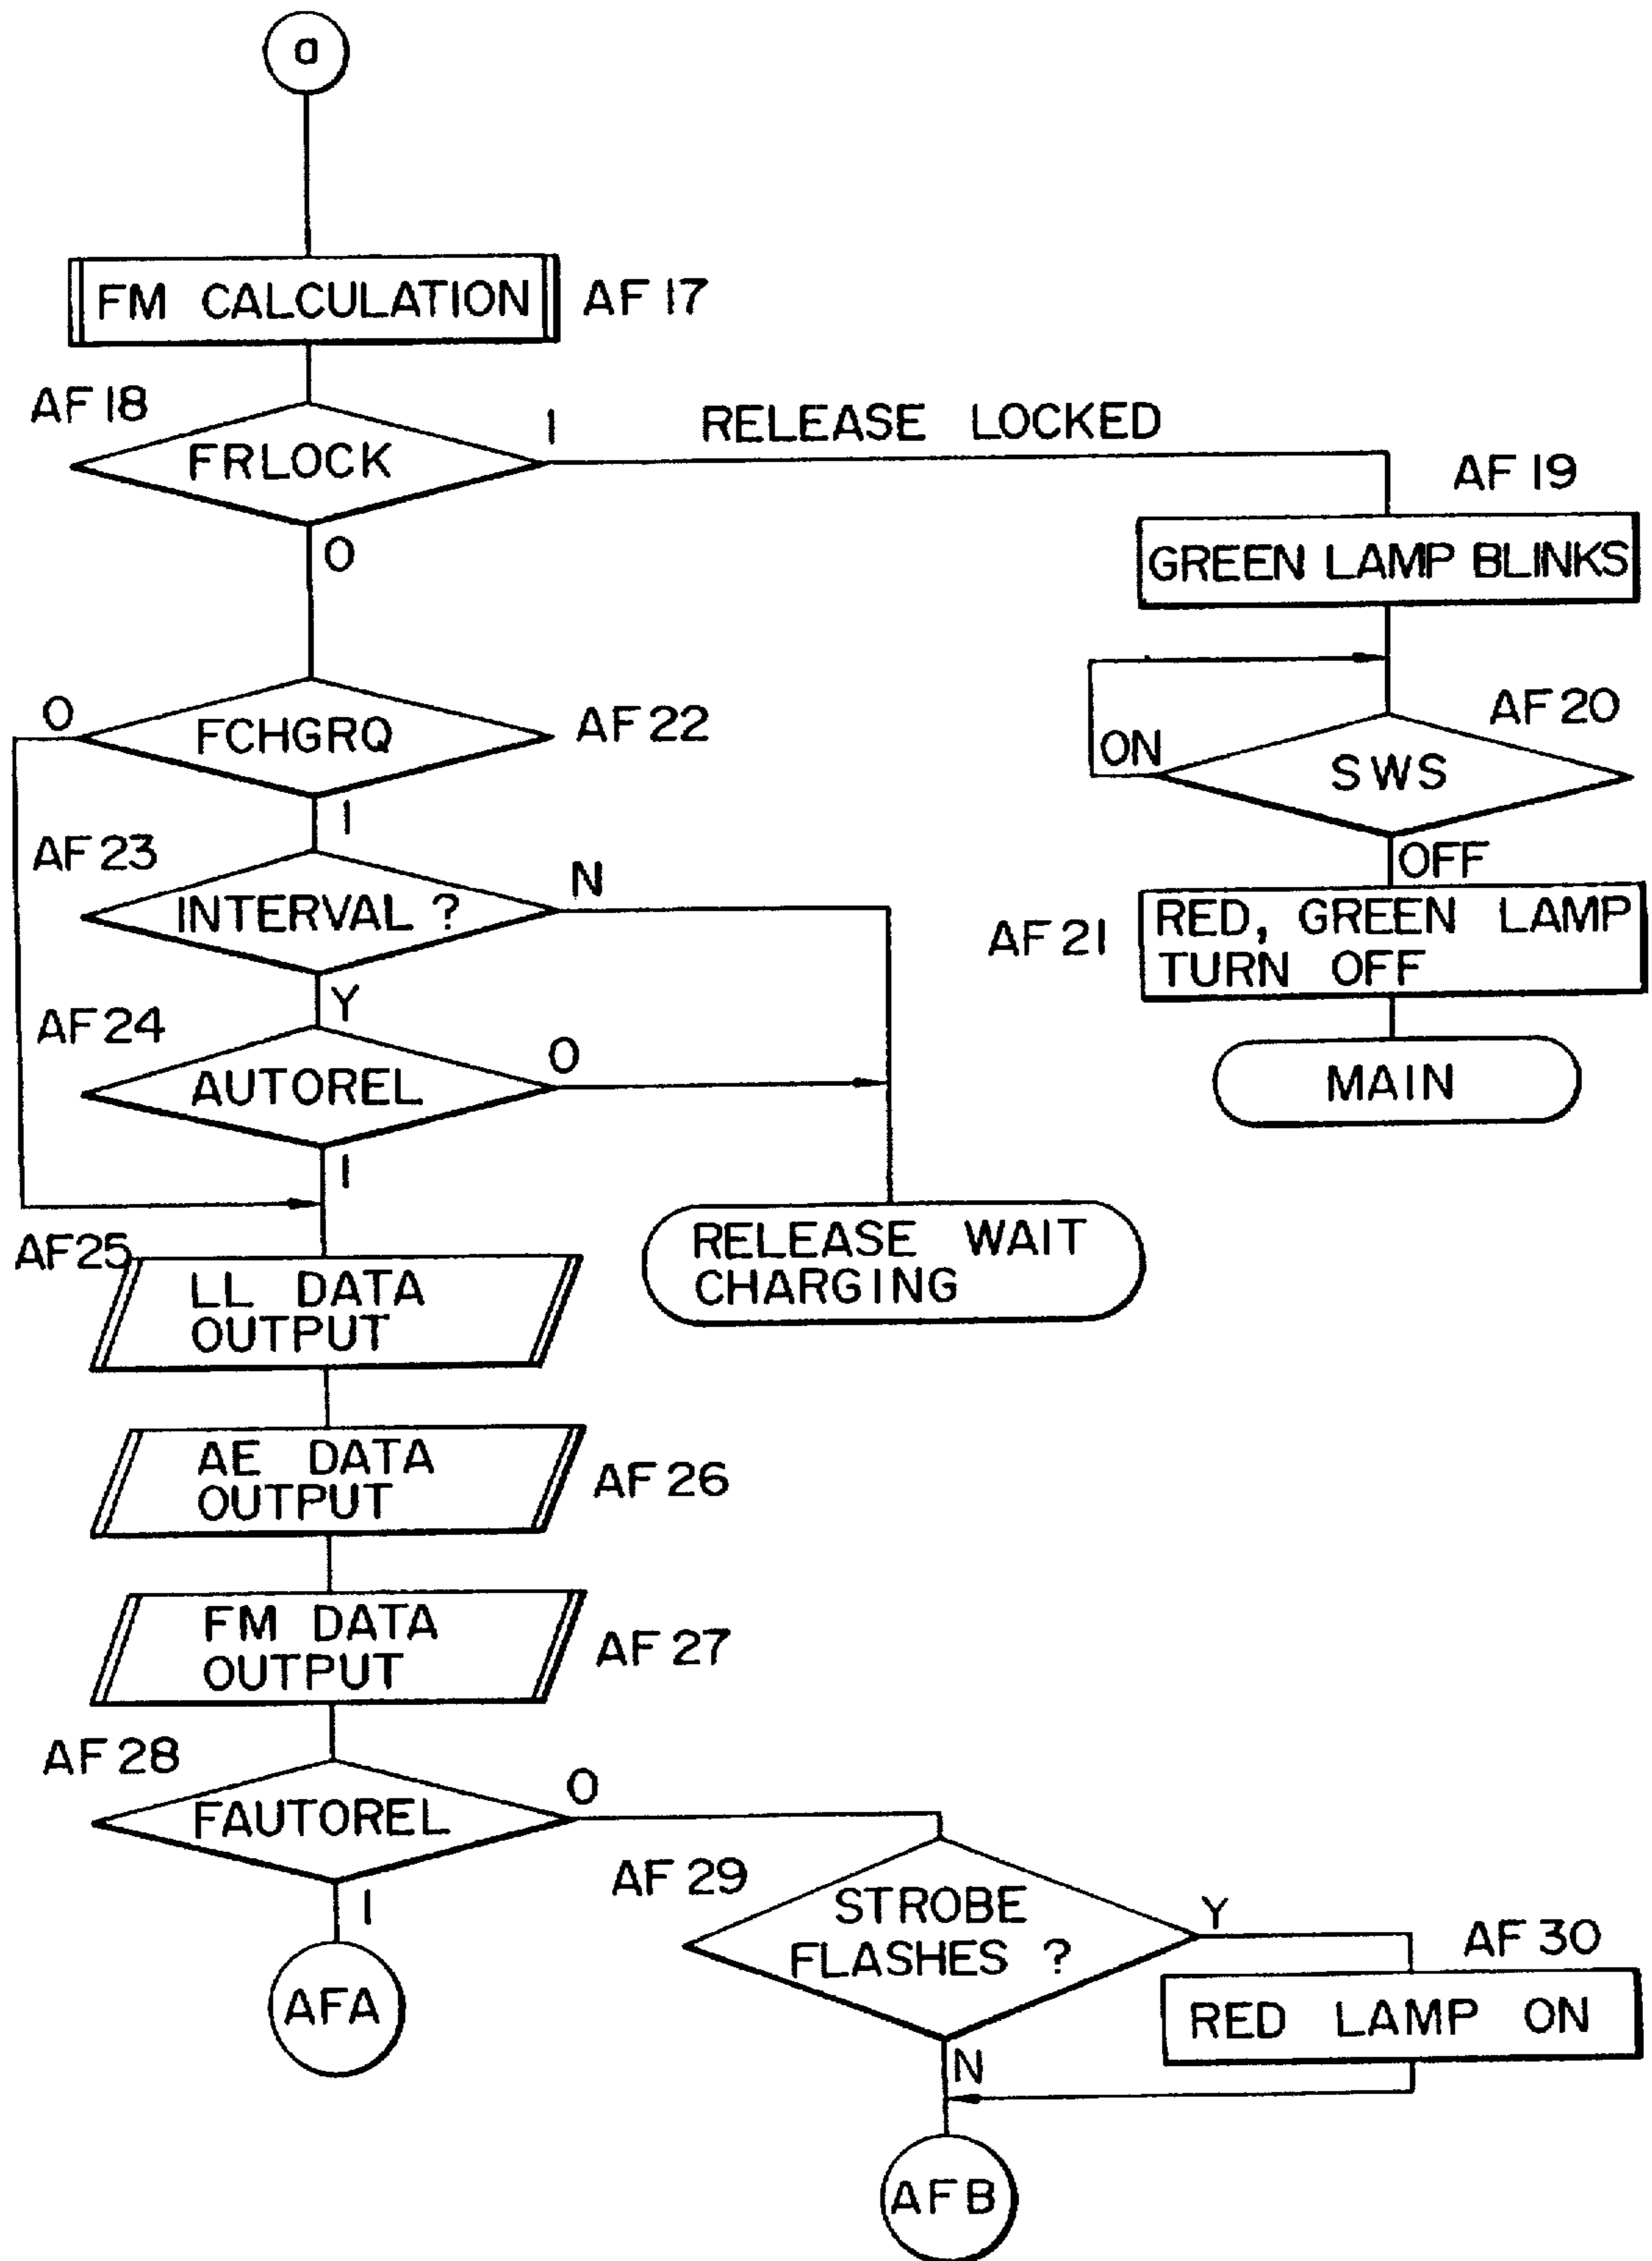 a
FM CALCULATION
AF 17
AF 18
FRLOCK
1
RELEASE LOCKED
0
AF 19
GREEN LAMP BLINKS
AF 20
ON
SWS
OFF
AF 21
RED, GREEN LAMP
TURN OFF
MAIN
0
FCHGRQ
AF 22
1
AF 23
INTERVAL ?
N
Y
AF 24
AUTOREL
0
1
RELEASE WAIT
CHARGING
AF25
LL DATA
OUTPUT
AE DATA
OUTPUT
AF 26
FM DATA
OUTPUT
AF 27
AF 28
FAUTOREL
0
1
AFA
AF 29
STROBE
FLASHES ?
Y
AF 30
RED LAMP ON
N
AFB